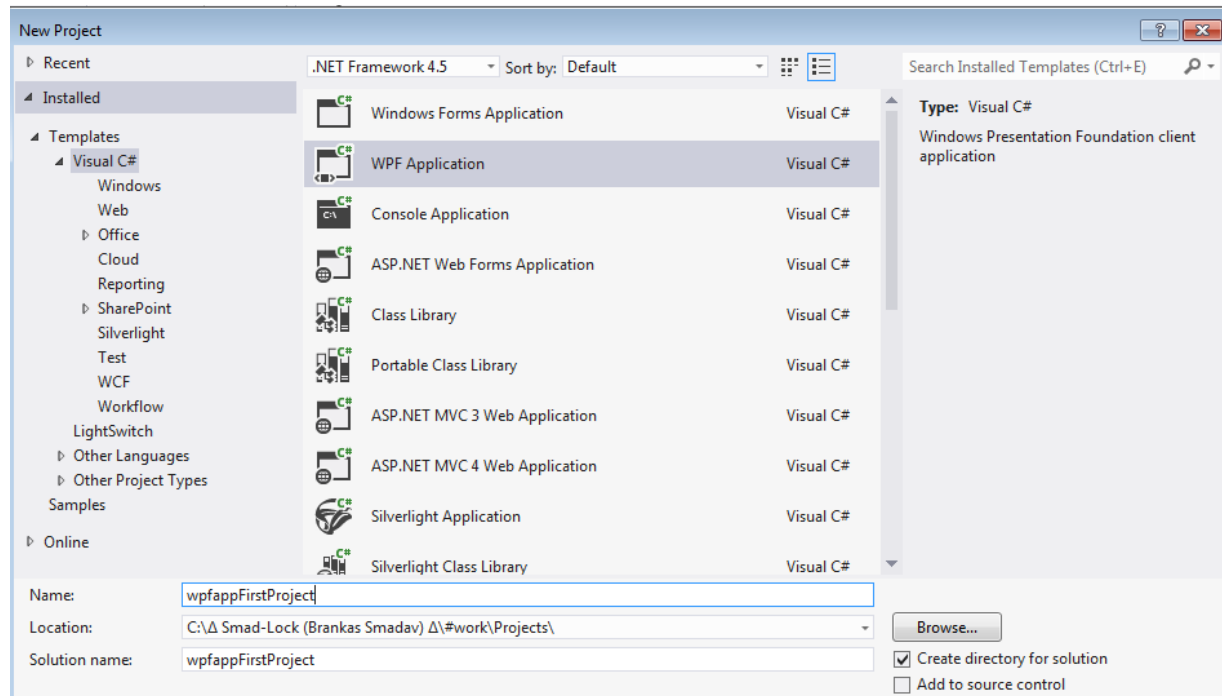 New Project
Recent
.NET Framework 4.5 Sort by: Default
Search Installed Templates (Ctrl+E)
Installed
Templates
Visual C#
Windows
Web
Office
Cloud
Reporting
SharePoint
Silverlight
Test
WCF
Workflow
LightSwitch
Other Languages
Other Project Types
Samples
Online
Windows Forms Application Visual C#
WPF Application Visual C#
Console Application Visual C#
ASP.NET Web Forms Application Visual C#
Class Library Visual C#
Portable Class Library Visual C#
ASP.NET MVC 3 Web Application Visual C#
ASP.NET MVC 4 Web Application Visual C#
Silverlight Application Visual C#
Silverlight Class Library Visual C#
Type: Visual C#
Windows Presentation Foundation client
application
Name: wpfappFirstProject
Location: C:\Δ Smad-Lock (Brankas Smadav) Δ\#work\Projects\
Browse...
Solution name: wpfappFirstProject
Create directory for solution
Add to source control